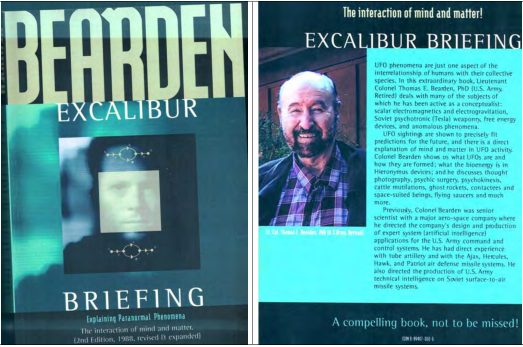 BEARDEN
EXCALIBUR
BRIEFING
Explaining Paranormal Phenomena
The interaction of mind and matter.
(2nd Edition, 1988, revised & expanded)
The interaction of mind and matter!
EXCALIBUR BRIEFING
UFO phenomena are just one aspect of the
interrelationship of humans with their collective
species. In this extraordinary book, Lieutenant
Colonel Thomas E. Bearden, PhD (U.S. Army,
Retired) deals with many of the subjects of
which he has been active as a conceptualist:
scalar electromagnetics and electrogravitation,
Soviet psychotronic (Tesla) weaponry, free energy
devices, and anomalous phenomena.
UFO sightings are shown to precisely fit
predictions for the future, and there is a direct
explanation of mind and matter in UFO activity.
Colonel Bearden shows us what UFOs are and
how they are formed; what the bioenergy is in
Hieronymus devices; and he discusses thought
photography, psychic surgery, psychokinesis,
cattle mutilations, ghost rockets, contactees and
space-suited beings, flying saucers and much
more.
Previously, Colonel Bearden was senior
scientist with a major aero-space company where
he directed the company's design and production
of expert system (artificial intelligence)
applications for the U.S. Army command and
control systems. He has had direct experience
with tube artillery and with the Ajax, Hercules,
Hawk, and Patriot air defense missile systems. He
also directed the production of U.S. Army
technical intelligence on Soviet surface-to-air
missile systems.
Lt. Col. Thomas E. Bearden, PhD
A compelling book, not to be missed!
ISBN